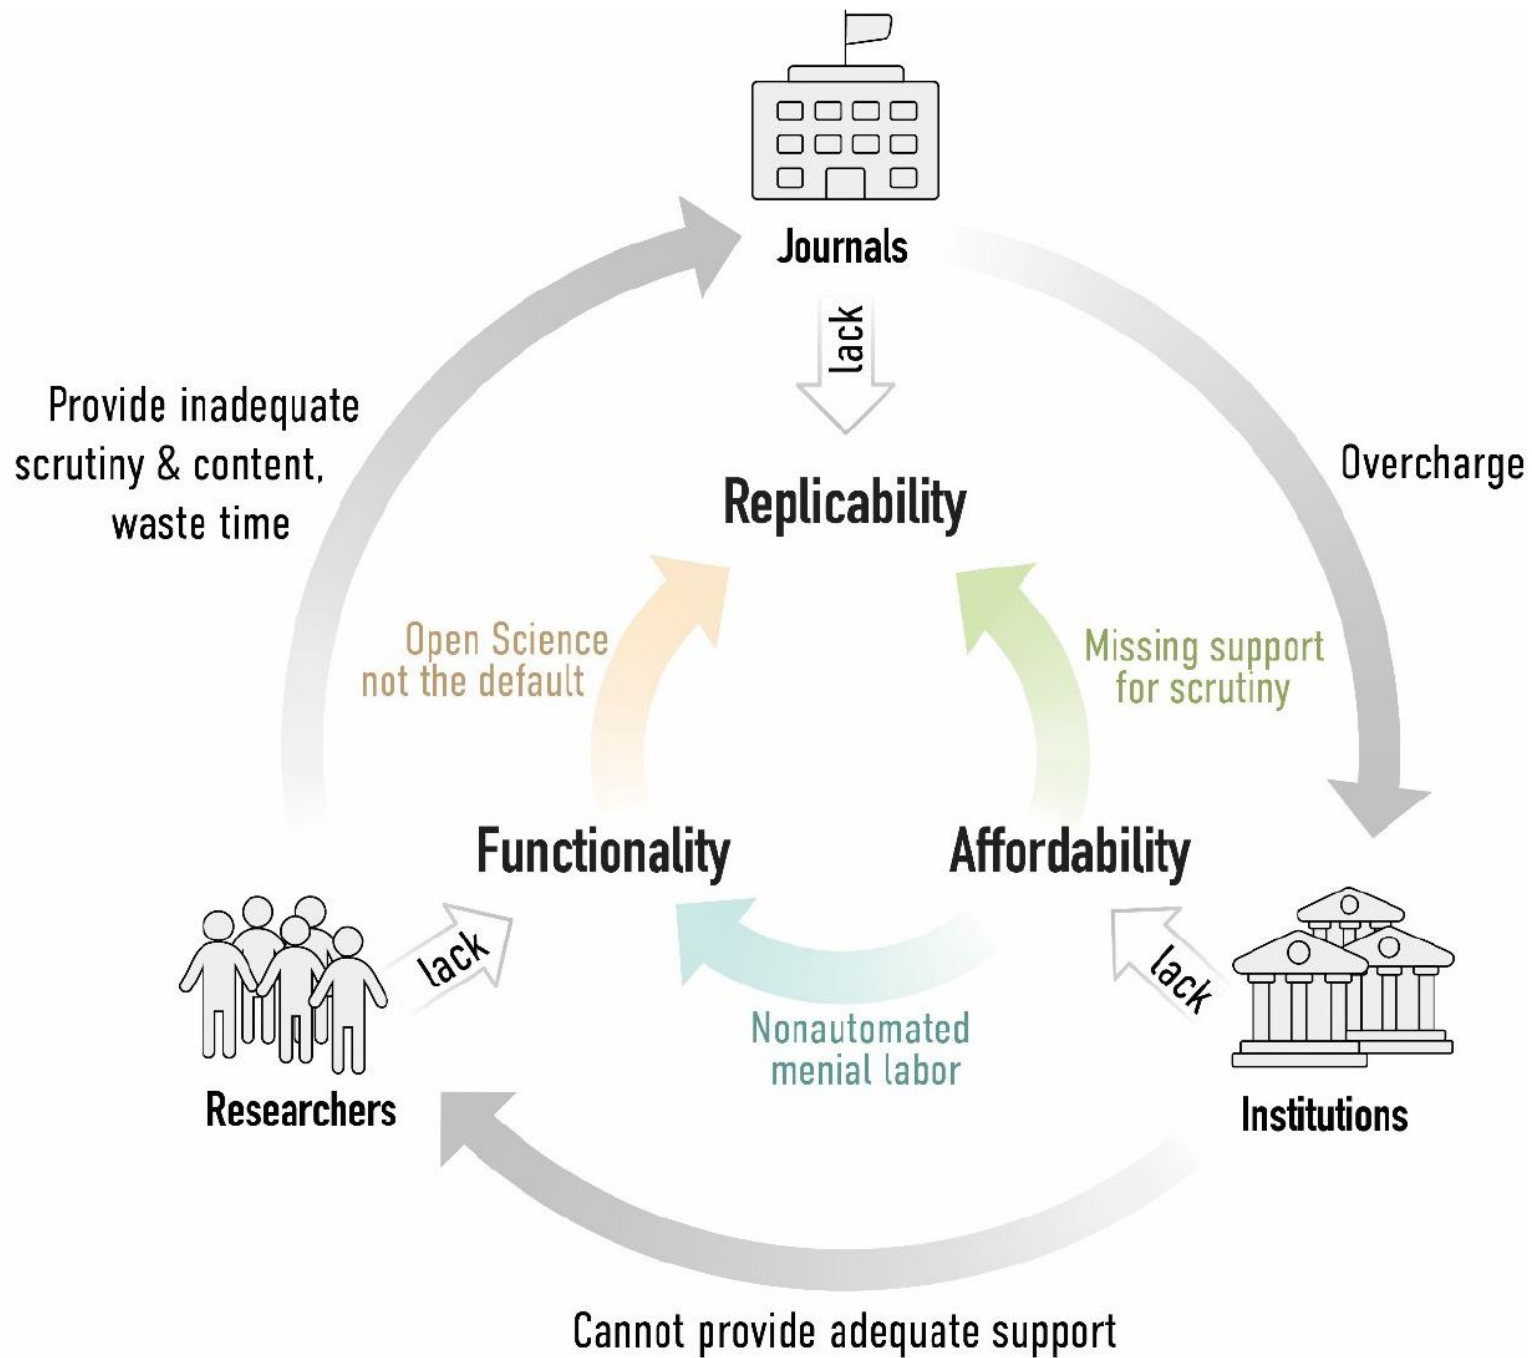 Journals
lack
Provide inadequate
scrutiny & content,
waste time
Overcharge
Replicability
Open Science
not the default
Missing support
for scrutiny
Functionality
Affordability
lack
lack
Nonautomated
menial labor
Researchers
Institutions
Cannot provide adequate support